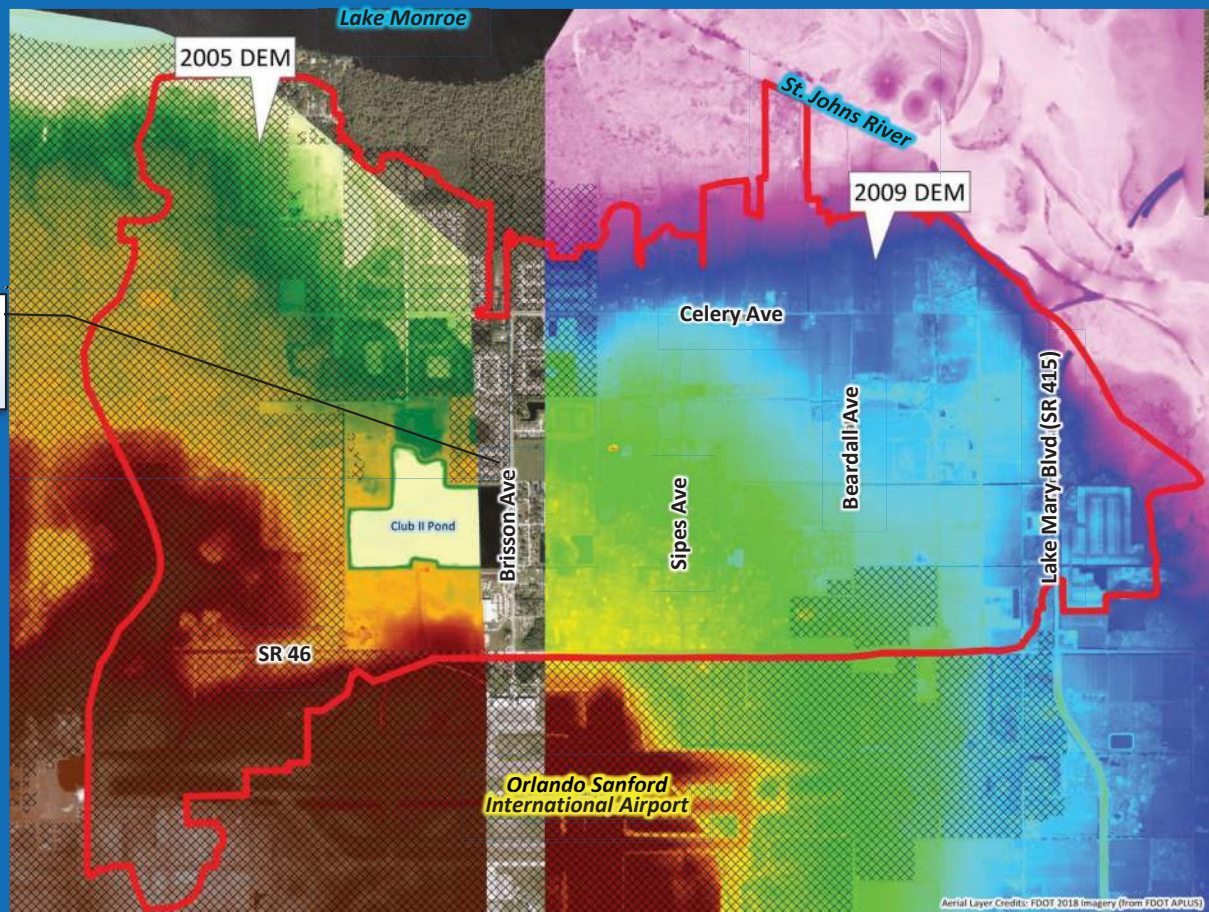 Lake Monroe
2005 DEM
St. Johns River
2009 DEM
Celery Ave
Lake Mary Blvd (SR 415)
Beardall Ave
Sipes Ave
Brisson Ave
Club II Pond
SR 46
Orlando Sanford
International Airport
Aerial Layer Credits: FDOT 2018 Imagery (from FDOT APLUS)